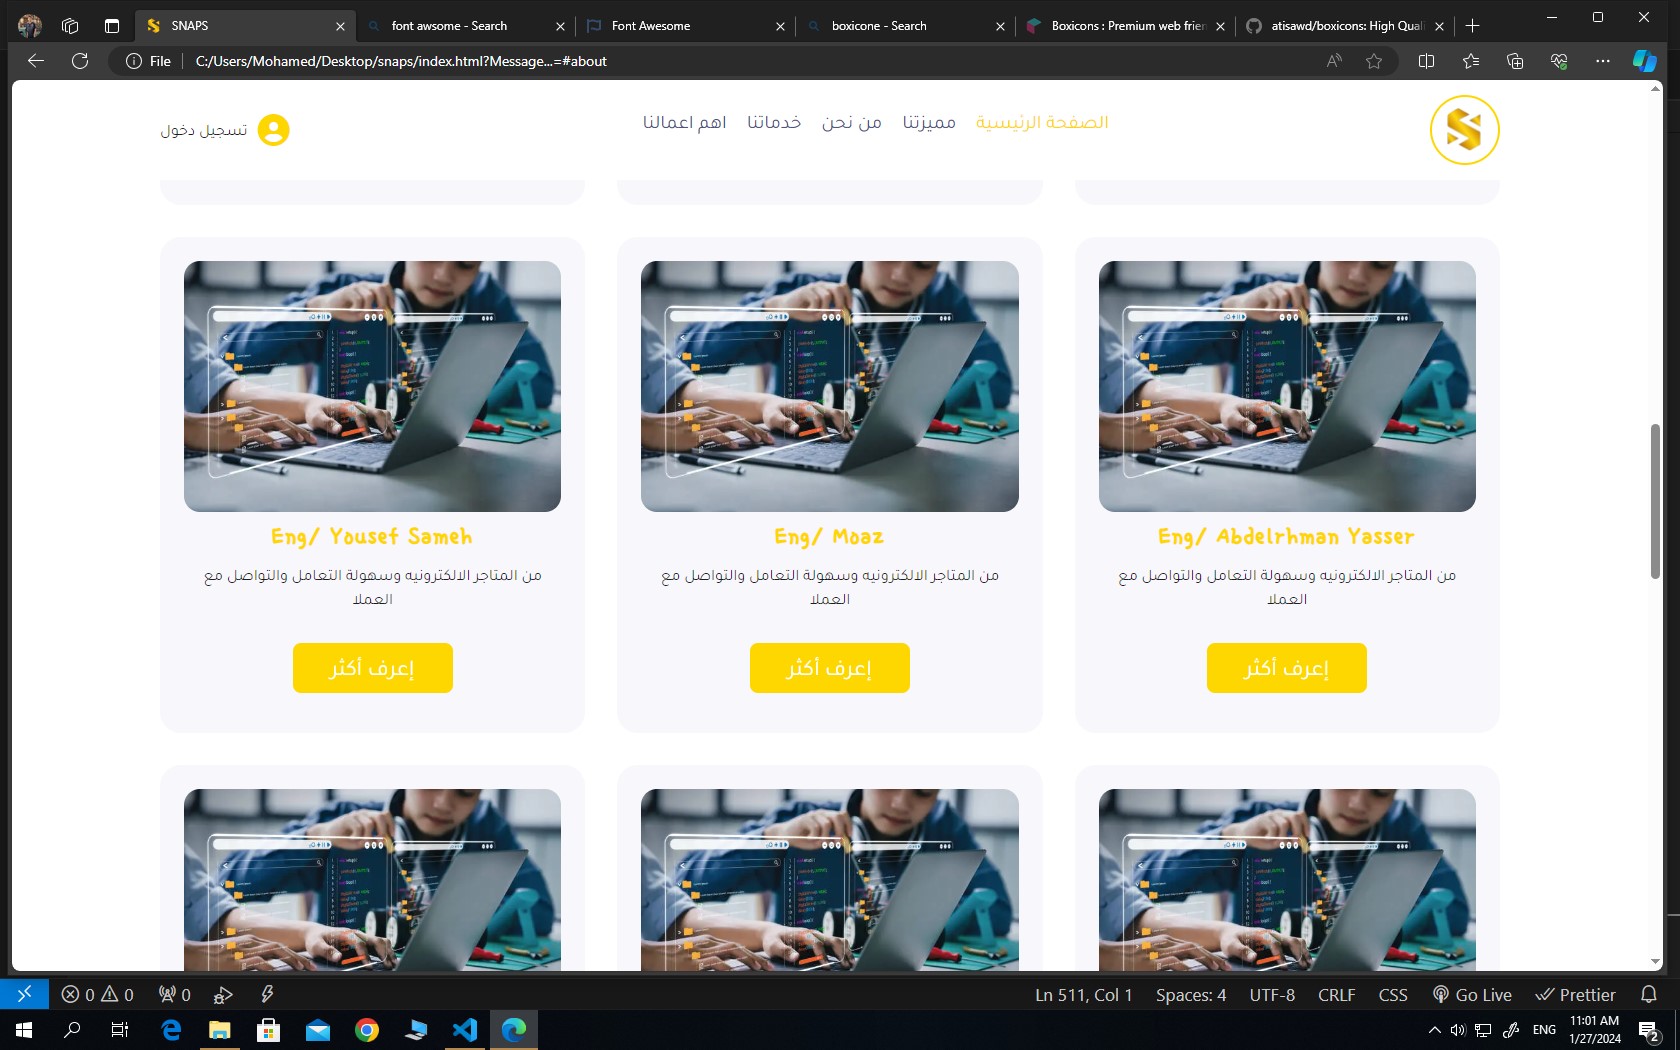 SNAPS
font awsome - Search
Font Awesome
boxicone - Search
Boxicons : Premium web frien
atisawd/boxicons: High Quali
File
C:/Users/Mohamed/Desktop/snaps/index.html?Message...=#about
الصفحة الرئيسية
مميزتنا
من نحن
خدماتنا
اهم اعمالنا
تسجيل دخول
Eng/ Yousef Sameh
من المتاجر الالكترونيه وسهولة التعامل والتواصل مع
العملا
إعرف أكثر
Eng/ Moaz
من المتاجر الالكترونيه وسهولة التعامل والتواصل مع
العملا
إعرف أكثر
Eng/ Abdelrhman Yasser
من المتاجر الالكترونيه وسهولة التعامل والتواصل مع
العملا
إعرف أكثر
0 0 0
Ln 511, Col 1
Spaces: 4
UTF-8
CRLF
CSS
Go Live
Prettier
ENG
11:01 AM
1/27/2024
2